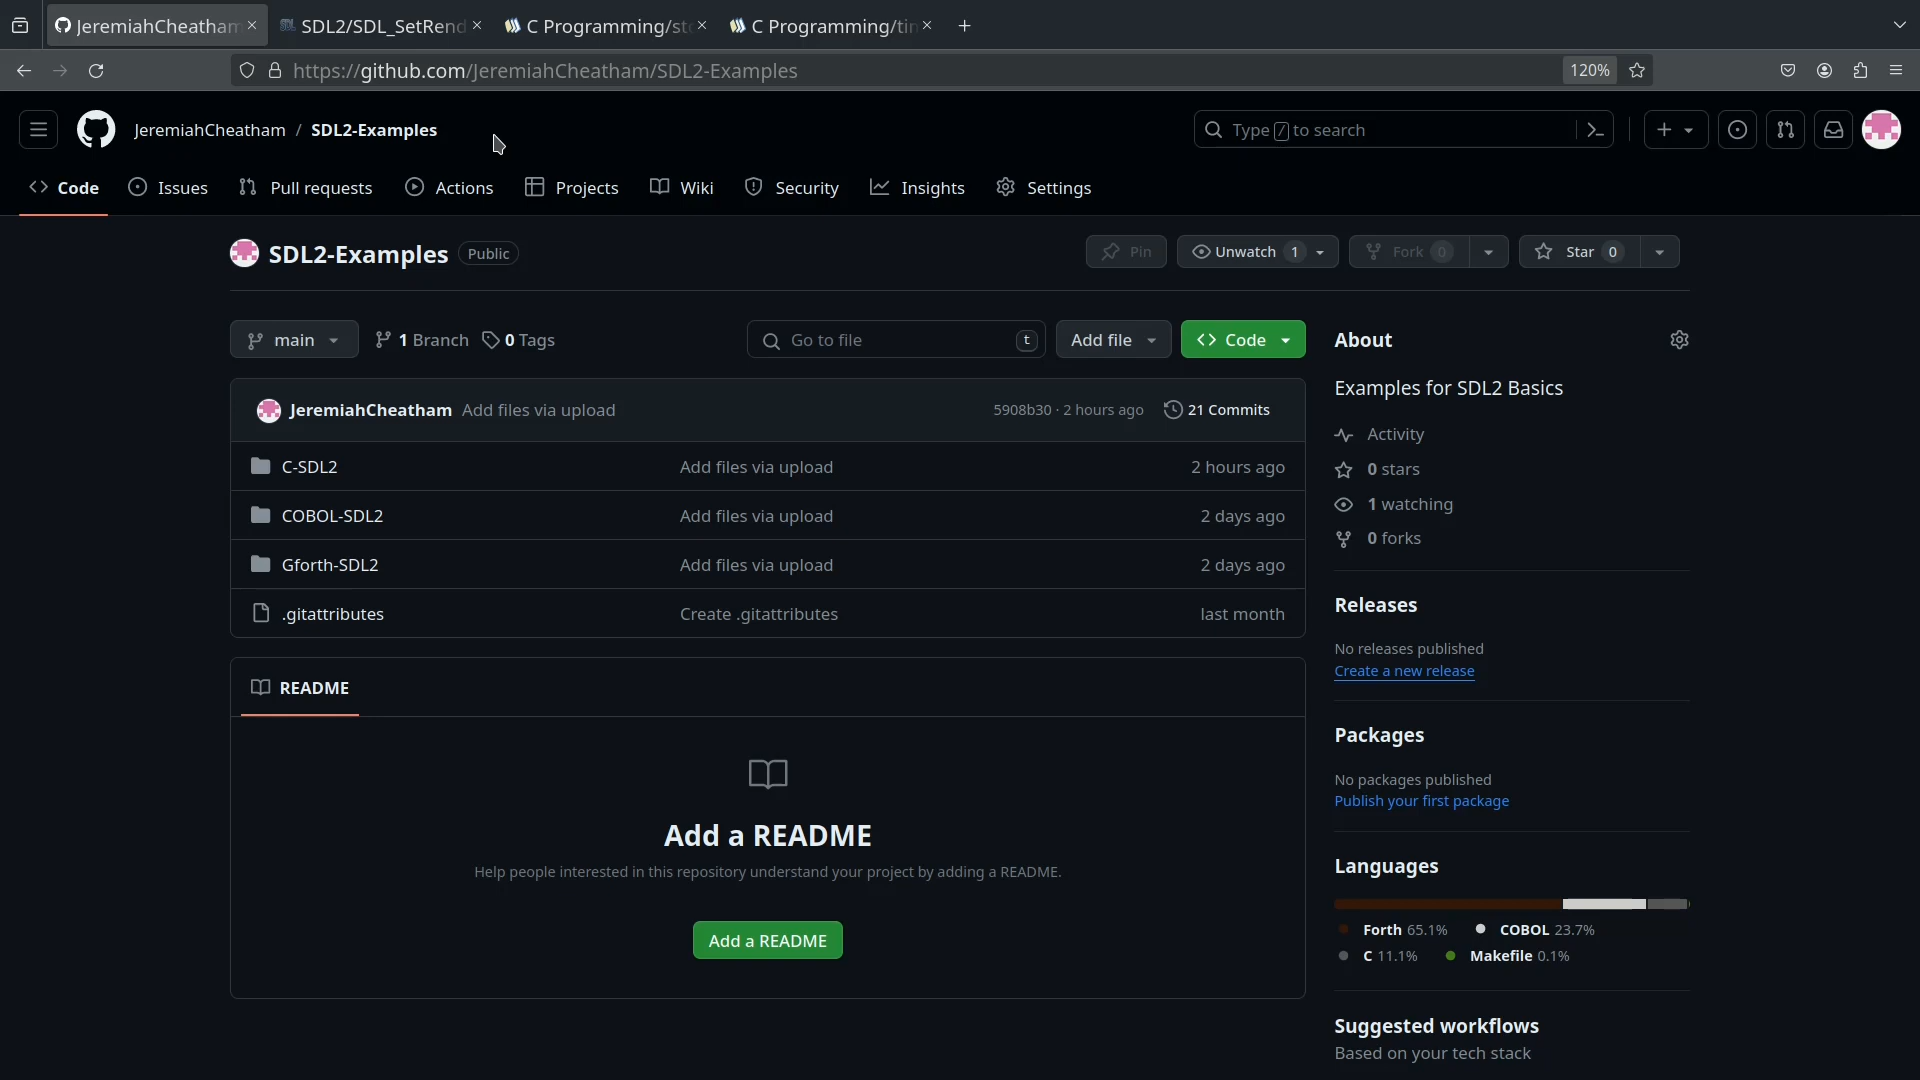 JeremiahCheatham
SDL2/SDL_SetRend
C Programming/st
C Programming/tim
https://github.com/JeremiahCheatham/SDL2-Examples
120%
JeremiahCheatham / SDL2-Examples
Type / to search
Code
Issues
Pull requests
Actions
Projects
Wiki
Security
Insights
Settings
SDL2-Examples
Public
Pin
Unwatch 1
Fork 0
Star 0
main
1 Branch
0 Tags
Go to file
t
Add file
Code
JeremiahCheatham Add files via upload
5908b30 · 2 hours ago
21 Commits
C-SDL2 Add files via upload 2 hours ago
COBOL-SDL2 Add files via upload 2 days ago
Gforth-SDL2 Add files via upload 2 days ago
.gitattributes Create .gitattributes last month
README
Add a README
Help people interested in this repository understand your project by adding a README.
Add a README
About
Examples for SDL2 Basics
Activity
0 stars
1 watching
0 forks
Releases
No releases published
Create a new release
Packages
No packages published
Publish your first package
Languages
Forth 65.1% COBOL 23.7%
C 11.1% Makefile 0.1%
Suggested workflows
Based on your tech stack